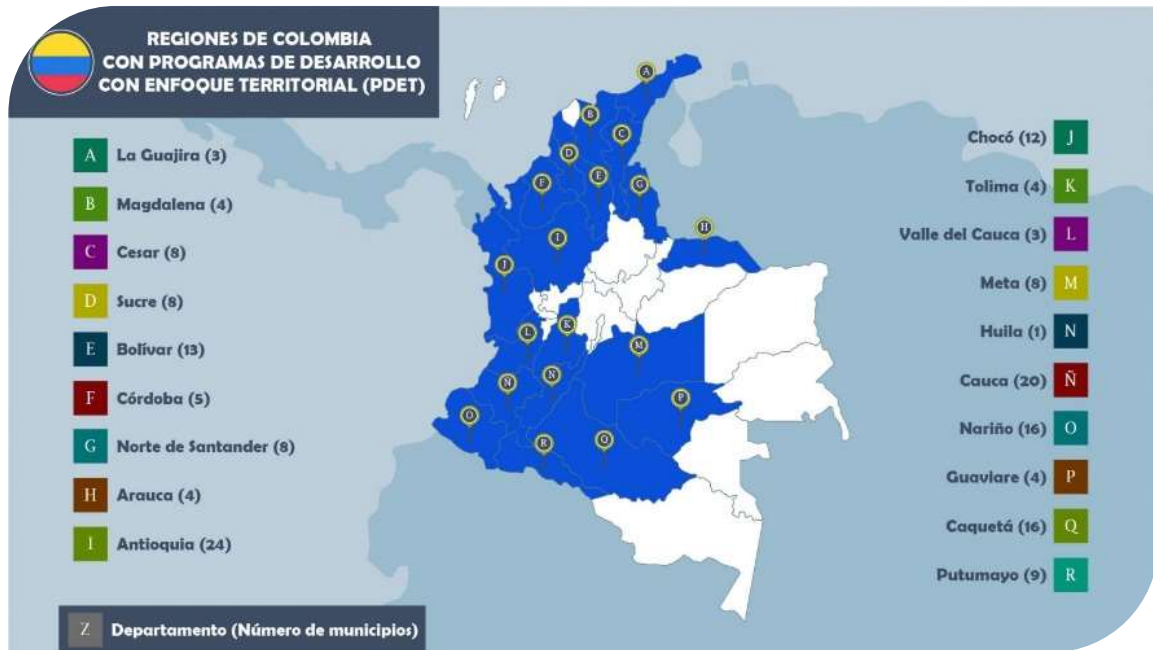 REGIONES DE COLOMBIA
CON PROGRAMAS DE DESARROLLO
CON ENFOQUE TERRITORIAL (PDET)
A La Guajira (3)
B Magdalena (4)
C Cesar (8)
D Sucre (8)
E Bolívar (13)
F Córdoba (5)
G Norte de Santander (8)
H Arauca (4)
I Antioquia (24)
Z Departamento (Número de municipios)
A
B
C
D
E
F
G
H
I
J
K
L
M
N
Ñ
O
P
Q
R
Chocó (12) J
Tolima (4) K
Valle del Cauca (3) L
Meta (8) M
Huila (1) N
Cauca (20) Ñ
Nariño (16) O
Guaviare (4) P
Caquetá (16) Q
Putumayo (9) R